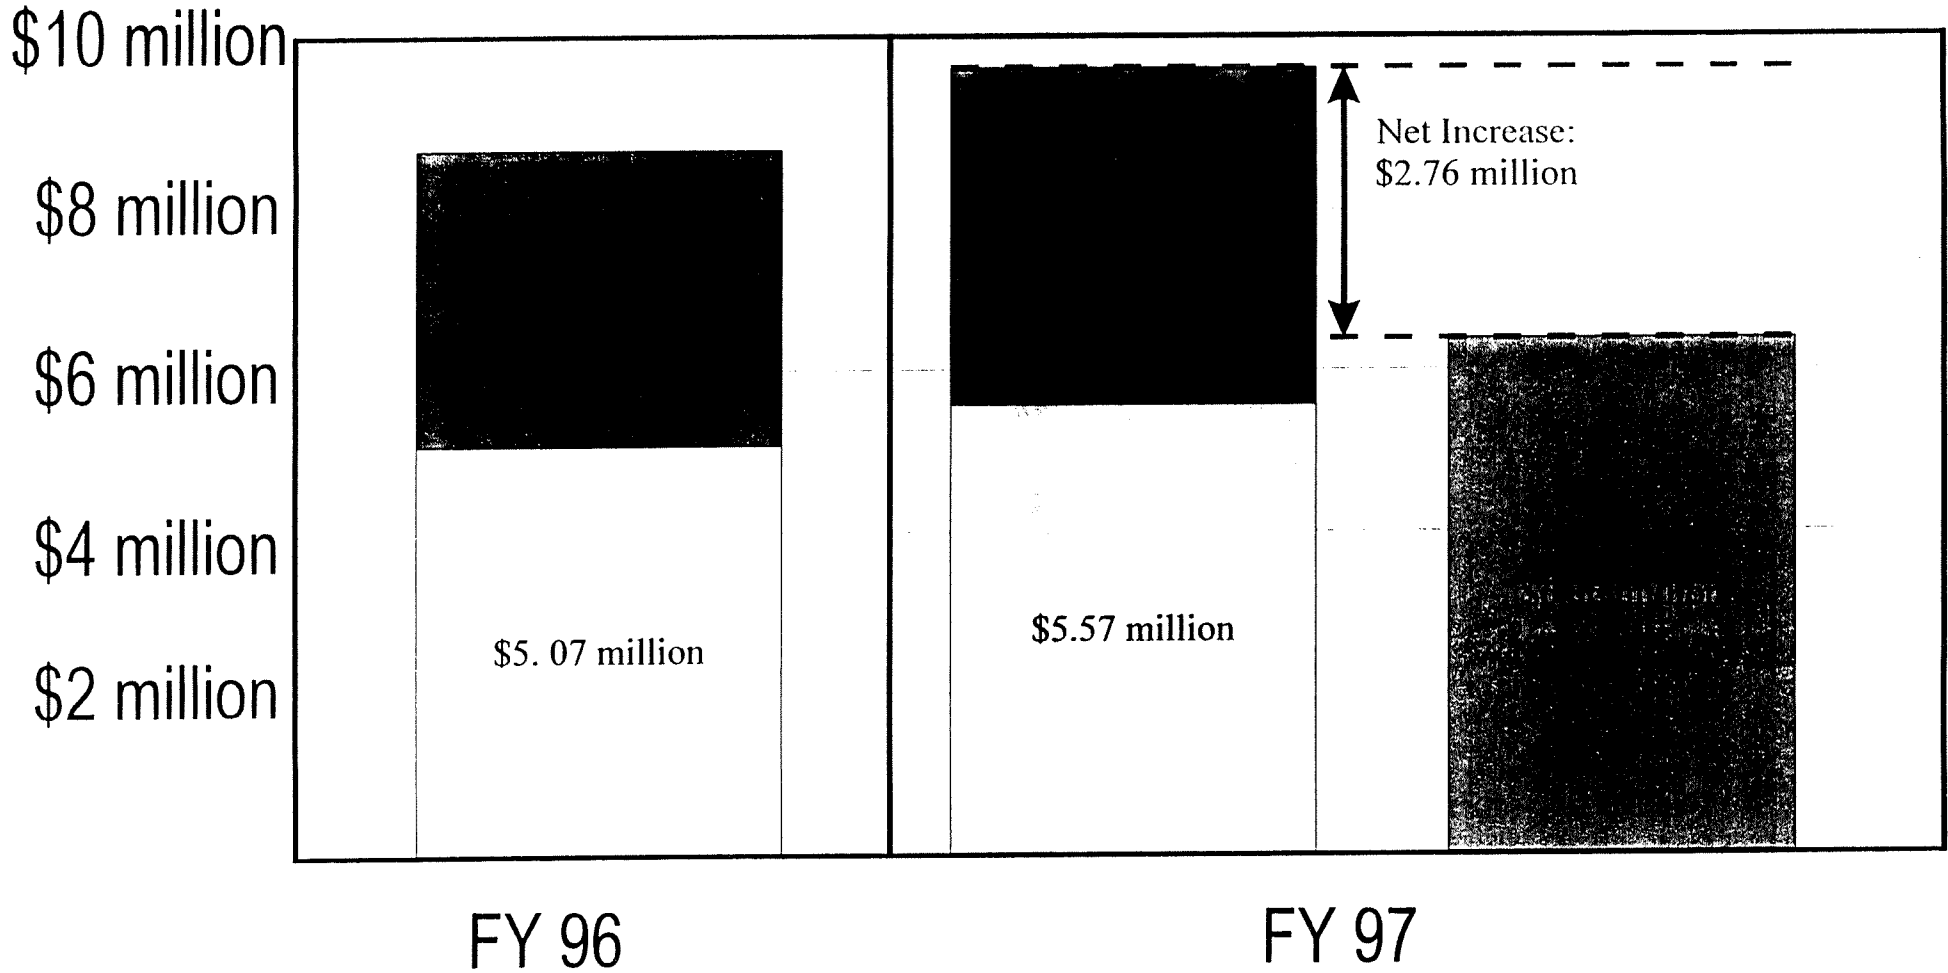 $10 million
$8 million
$6 million
$4 million
$2 million
Net Increase:
$2.76 million
$5. 07 million
$5.57 million
FY 96
FY 97